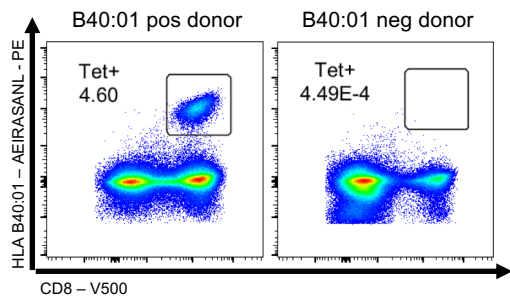 B40:01 pos donor
B40:01 neg donor
HLA B40:01 – AEIRASANL - PE
Tet+
4.60
Tet+
4.49E-4
CD8 – V500